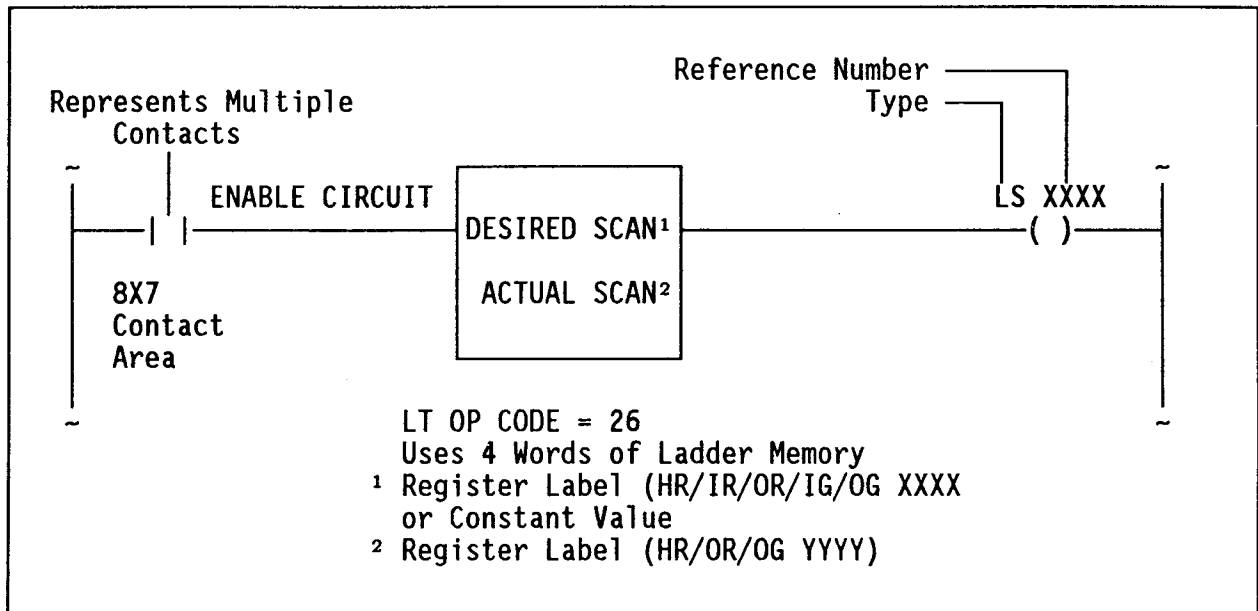 Reference Number
Type
Represents Multiple
Contacts
ENABLE CIRCUIT
LS XXXX
DESIRED SCAN¹
ACTUAL SCAN²
8X7
Contact
Area
LT OP CODE = 26
Uses 4 Words of Ladder Memory
¹ Register Label (HR/IR/OR/IG/OG XXXX
or Constant Value
² Register Label (HR/OR/OG YYYY)